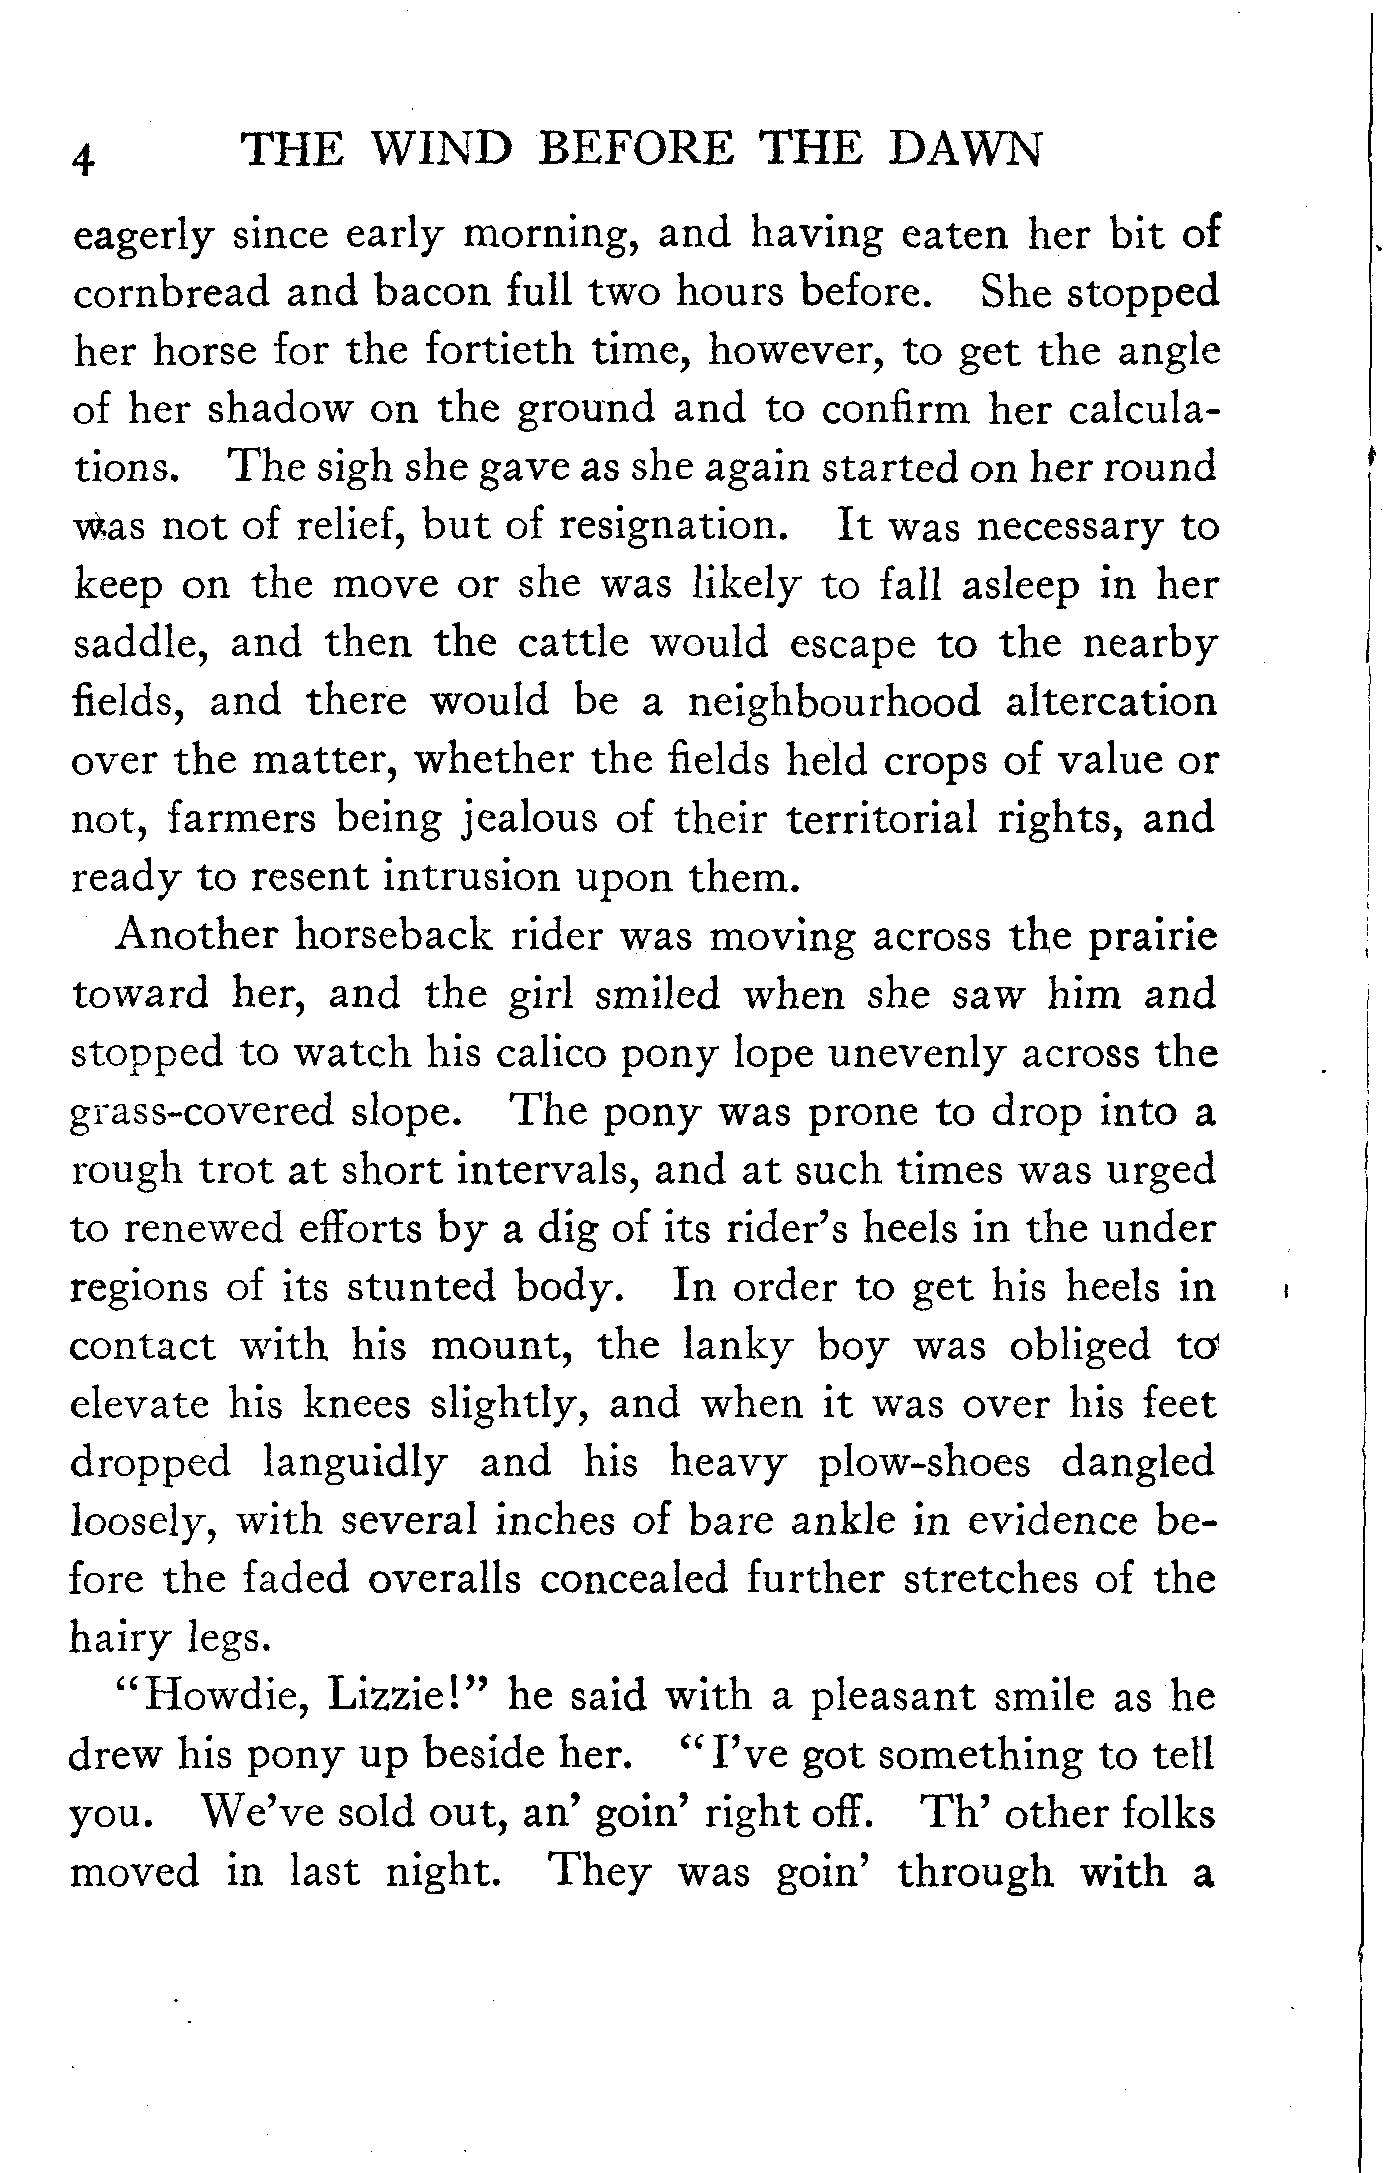 4 THE WIND BEFORE THE DAWN
eagerly since early morning, and having eaten her bit of
cornbread and bacon full two hours before. She stopped
her horse for the fortieth time, however, to get the angle
of her shadow on the ground and to confirm her calcula-
tions. The sigh she gave as she again started on her round
was not of relief, but of resignation. It was necessary to
keep on the move or she was likely to fall asleep in her
saddle, and then the cattle would escape to the nearby
fields, and there would be a neighbourhood altercation
over the matter, whether the fields held crops of value or
not, farmers being jealous of their territorial rights, and
ready to resent intrusion upon them.
Another horseback rider was moving across the prairie
toward her, and the girl smiled when she saw him and
stopped to watch his calico pony lope unevenly across the
grass-covered slope. The pony was prone to drop into a
rough trot at short intervals, and at such times was urged
to renewed efforts by a dig of its rider’s heels in the under
regions of its stunted body. In order to get his heels in
contact with his mount, the lanky boy was obliged to
elevate his knees slightly, and when it was over his feet
dropped languidly and his heavy plow-shoes dangled
loosely, with several inches of bare ankle in evidence be-
fore the faded overalls concealed further stretches of the
hairy legs.
“Howdie, Lizzie!” he said with a pleasant smile as he
drew his pony up beside her. “I’ve got something to tell
you. We’ve sold out, an’ goin’ right off. Th’ other folks
moved in last night. They was goin’ through with a